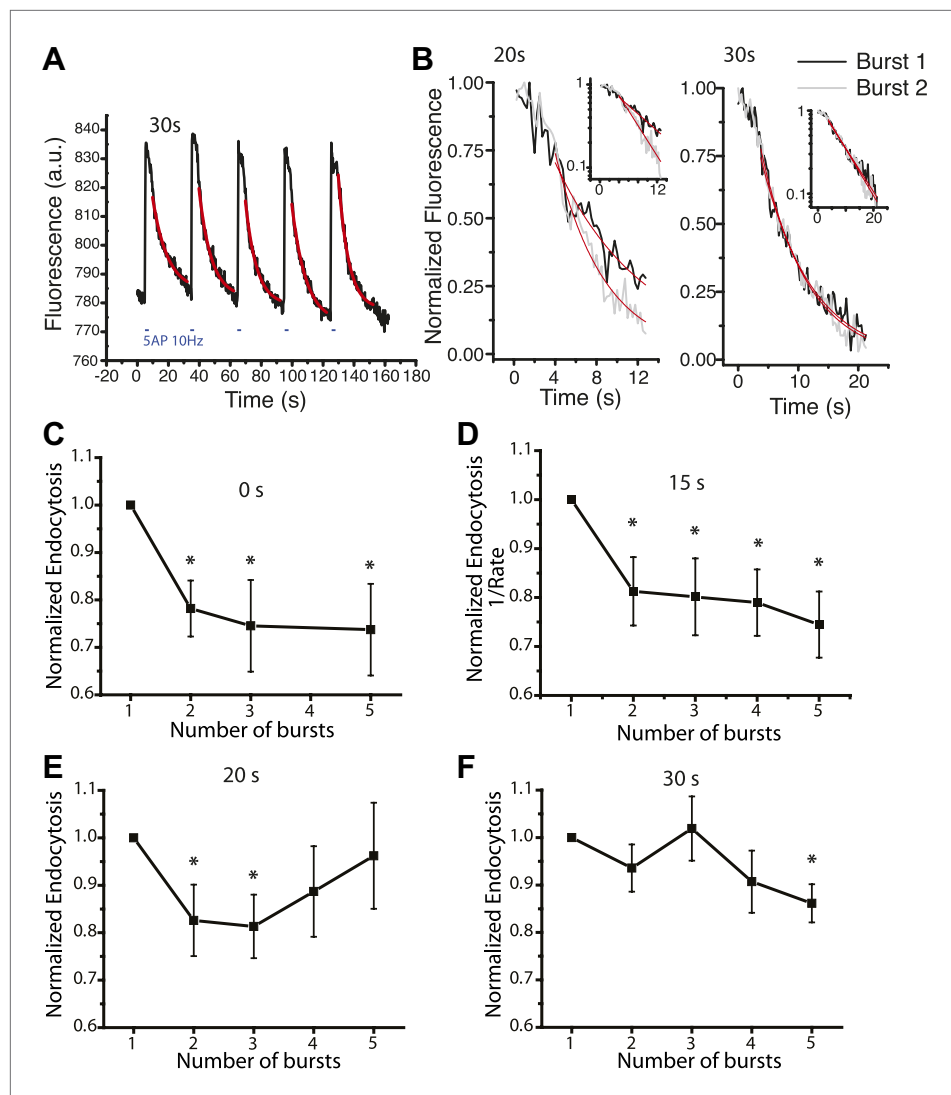 A
30s
Fluorescence (a.u.)
840
830
820
810
800
790
780
770
760
5AP 10Hz
-20 0 20 40 60 80 100 120 140 160 180
Time (s)
B
20s
30s
Burst 1
Burst 2
Normalized Fluorescence
1.00
0.75
0.50
0.25
0.00
1
0.1
0 6 12
0 4 8 12
Time (s)
1.00
0.75
0.50
0.25
0.00
1
0.1
0 10 20
0 10 20
Time (s)
C
0 s
Normalized Endocytosis
1.1
1.0
0.9
0.8
0.7
0.6
* * *
1 2 3 4 5
Number of bursts
D
15 s
Normalized Endocytosis
1/Rate
1.1
1.0
0.9
0.8
0.7
0.6
* * * *
1 2 3 4 5
Number of bursts
E
20 s
Normalized Endocytosis
1.1
1.0
0.9
0.8
0.7
0.6
* *
1 2 3 4 5
Number of bursts
F
30 s
Normalized Endocytosis
1.1
1.0
0.9
0.8
0.7
0.6
*
1 2 3 4 5
Number of bursts